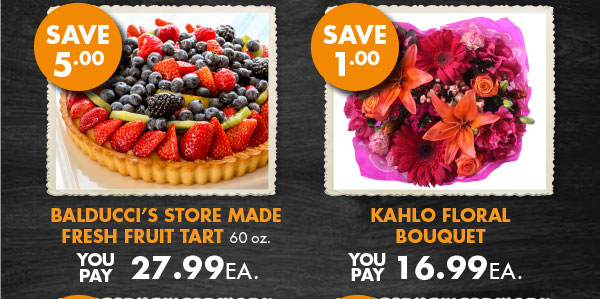 SAVE
5.00
SAVE
1.00
BALDUCCI'S STORE MADE
FRESH FRUIT TART 60 oz.
YOU
PAY 27.99EA.
KAHLO FLORAL
BOUQUET
YOU
PAY 16.99EA.